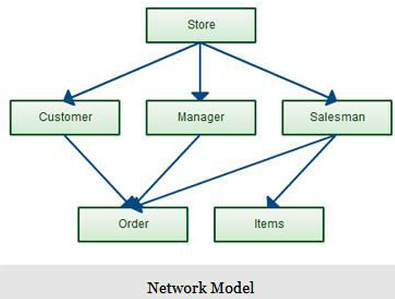 Store
Customer
Manager
Salesman
Order
Items
Network Model